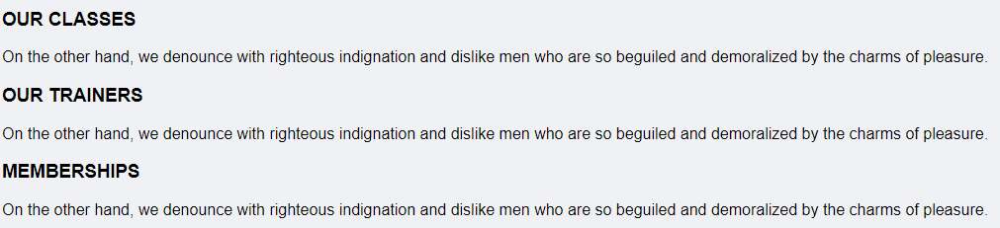 OUR CLASSES
On the other hand, we denounce with righteous indignation and dislike men who are so beguiled and demoralized by the charms of pleasure.
OUR TRAINERS
On the other hand, we denounce with righteous indignation and dislike men who are so beguiled and demoralized by the charms of pleasure.
MEMBERSHIPS
On the other hand, we denounce with righteous indignation and dislike men who are so beguiled and demoralized by the charms of pleasure.